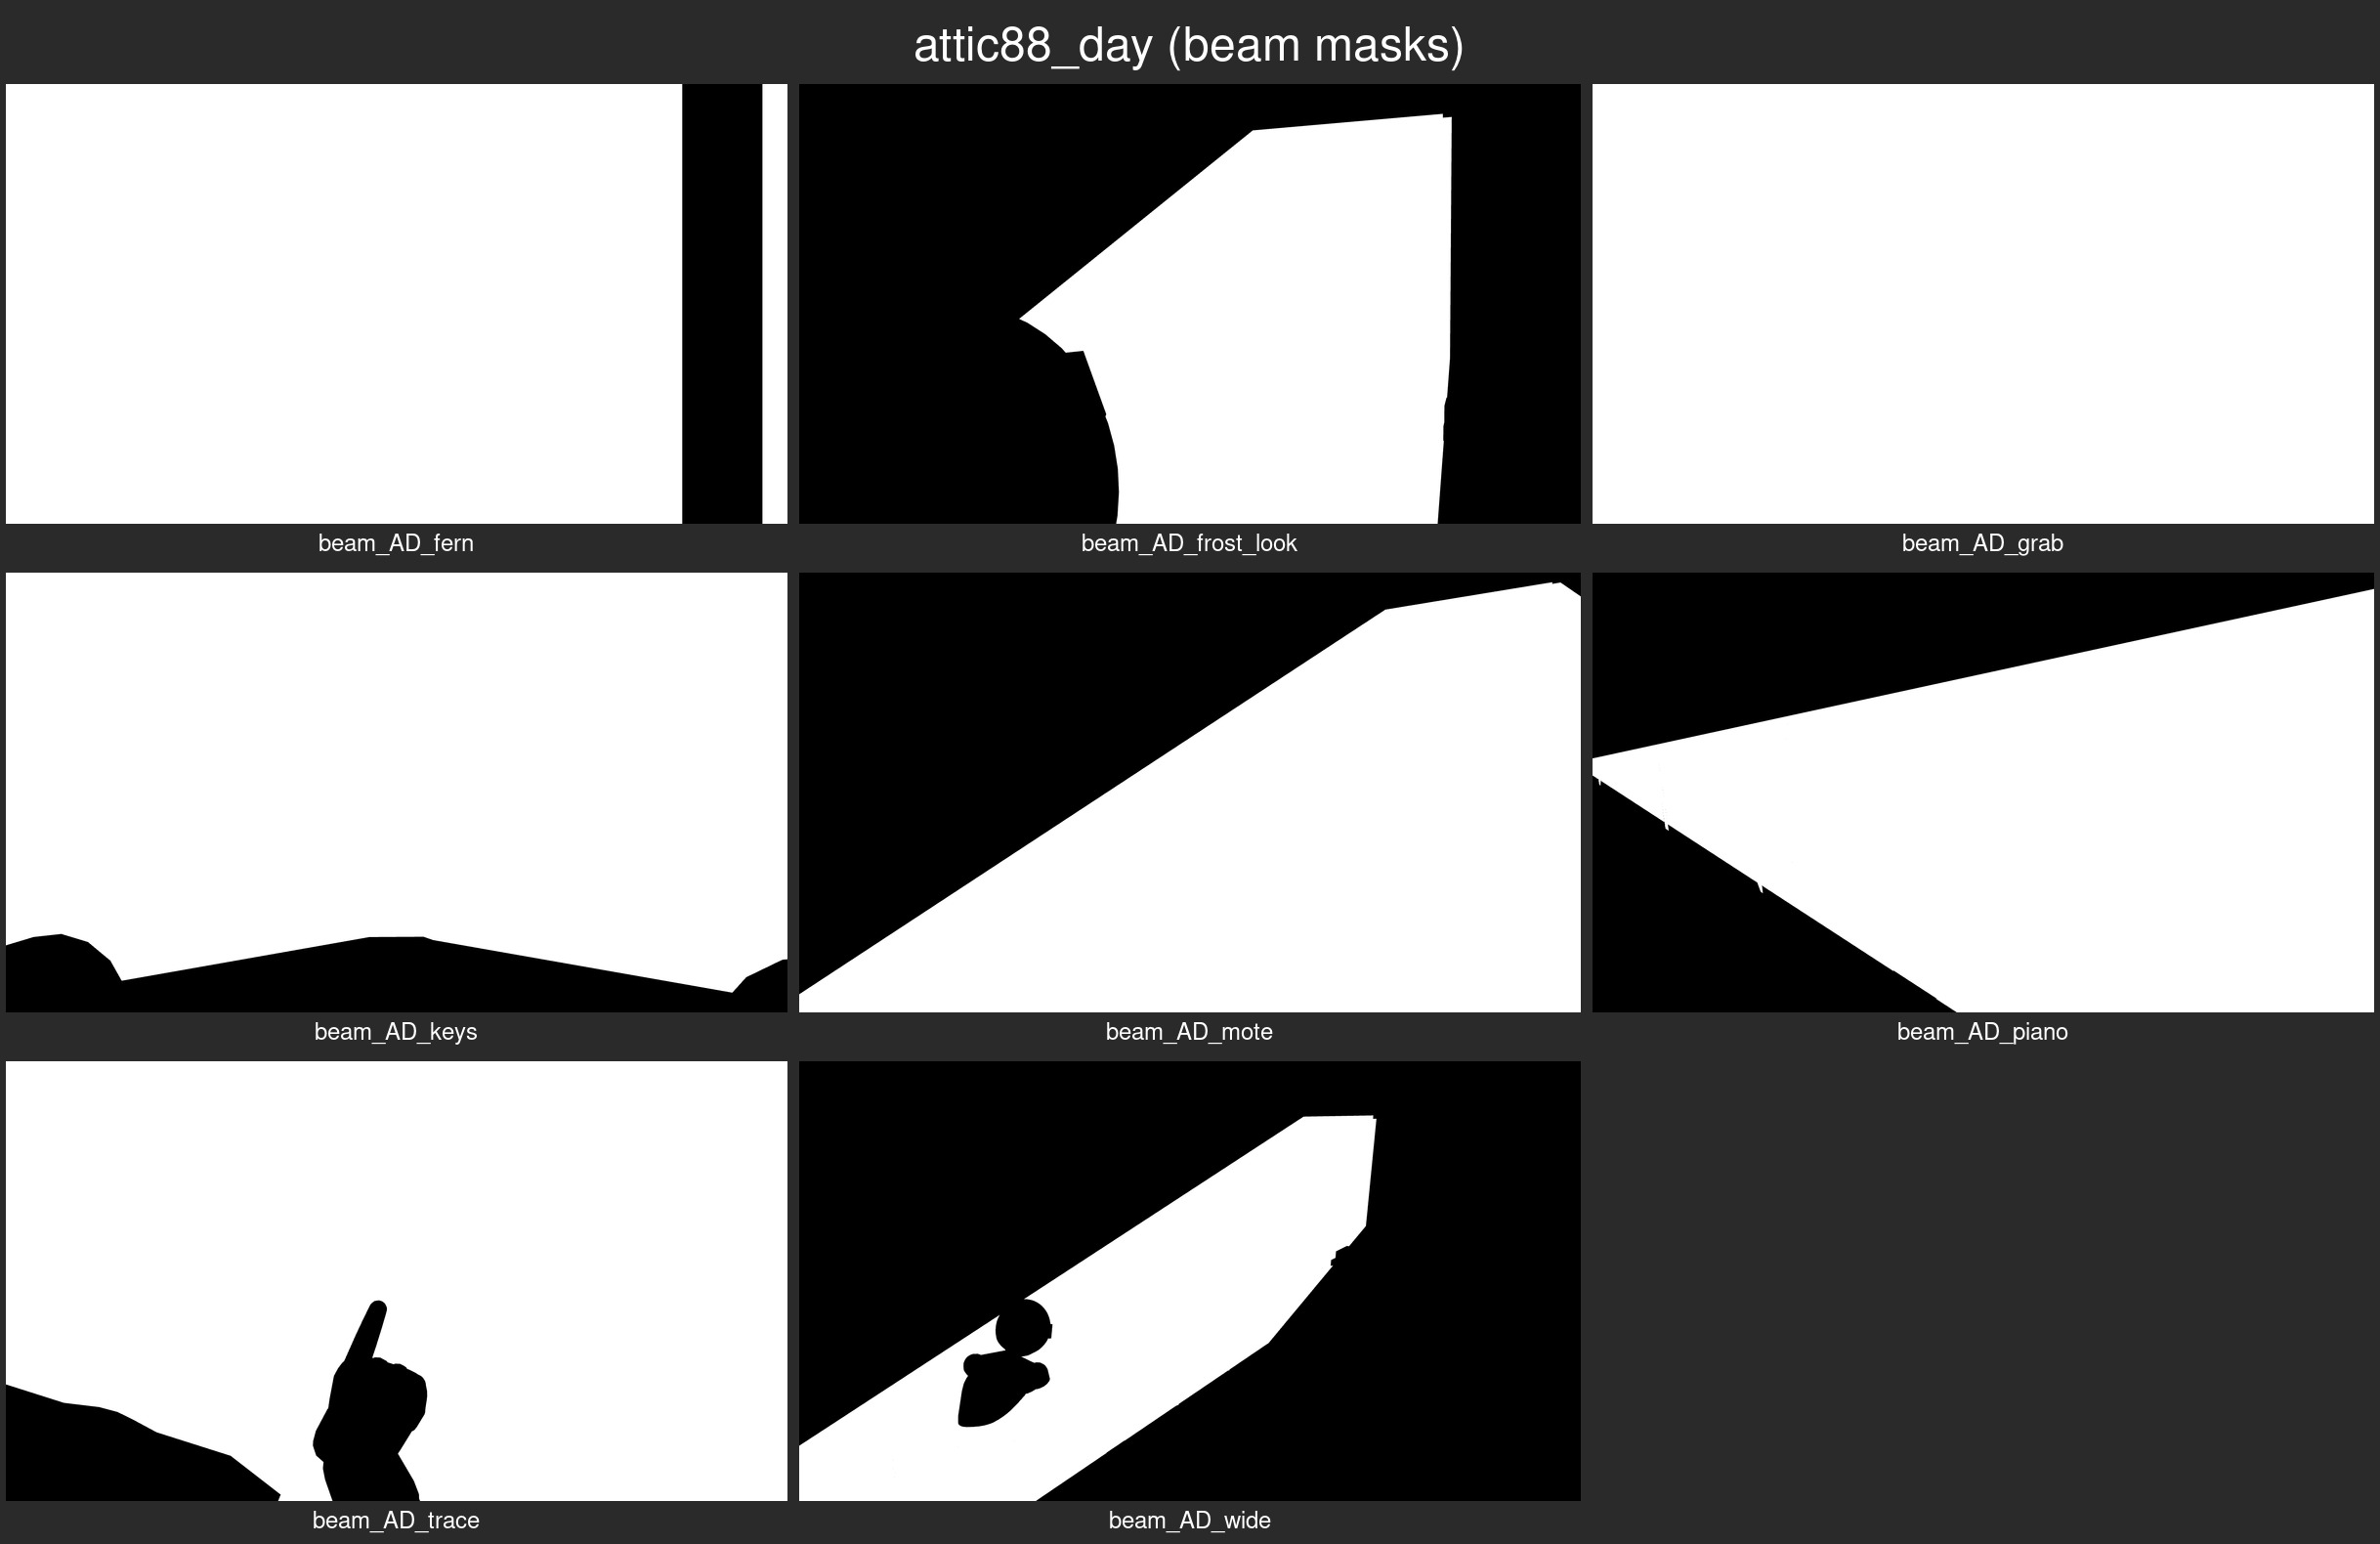 attic88_day (beam masks)
beam_AD_fern
beam_AD_frost_look
beam_AD_grab
beam_AD_keys
beam_AD_mote
beam_AD_piano
beam_AD_trace
beam_AD_wide